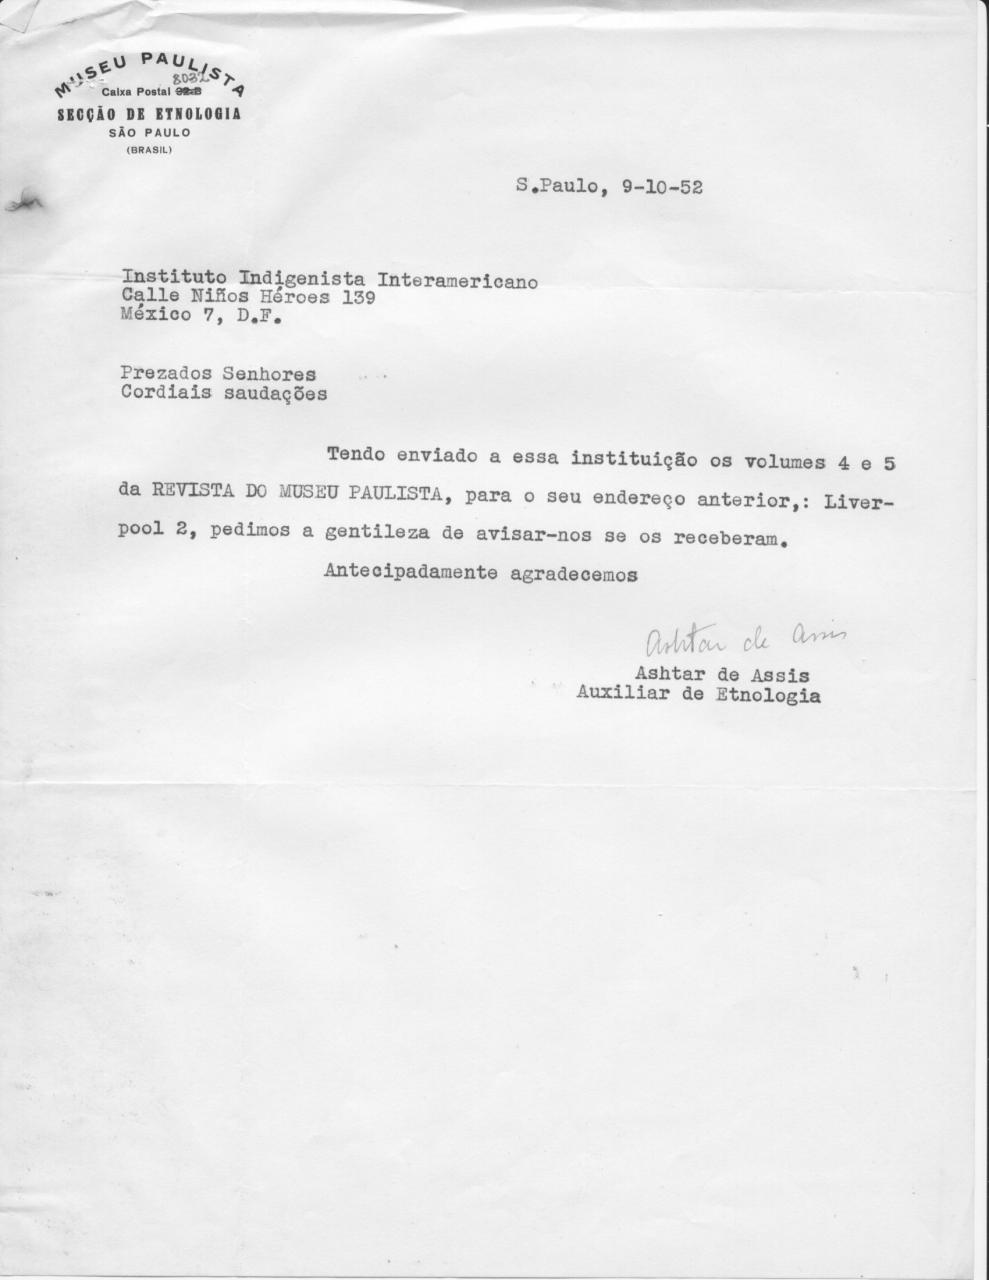 MUSEU PAULISTA
8032
Caixa Postal
SECÇÃO DE ETNOLOGIA
SÃO PAULO
(BRASIL)
S.Paulo, 9-10-52
Instituto Indigenista Interamericano
Calle Niños Héroes 139
México 7, D.F.
Prezados Senhores
Cordiais saudações
Tendo enviado a essa instituição os volumes 4 e 5
da REVISTA DO MUSEU PAULISTA, para o seu endereço anterior,: Liver-
pool 2, pedimos a gentileza de avisar-nos se os receberam.
Antecipadamente agradecemos
Ashtar de Assis
Ashtar de Assis
Auxiliar de Etnologia